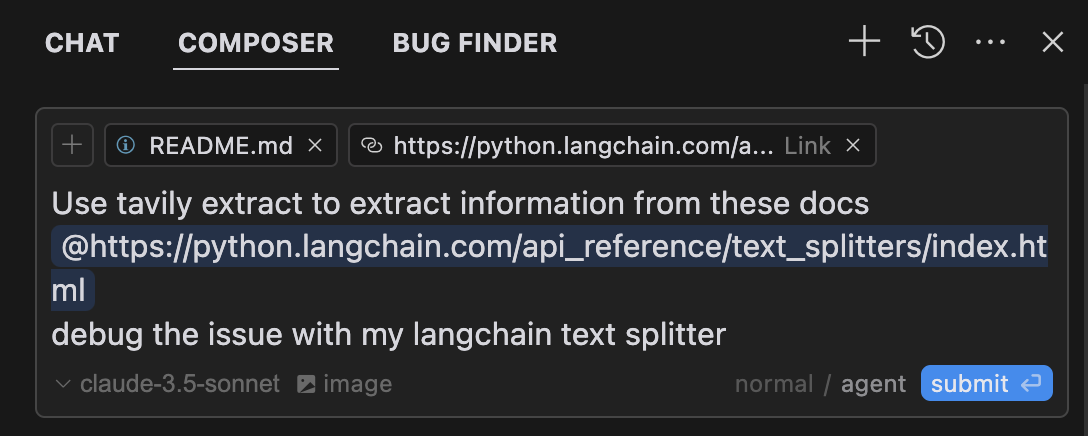 CHAT COMPOSER BUG FINDER
README.md https://python.langchain.com/a... Link
Use tavily extract to extract information from these docs
@https://python.langchain.com/api_reference/text_splitters/index.ht
ml
debug the issue with my langchain text splitter
claude-3.5-sonnet image normal / agent submit